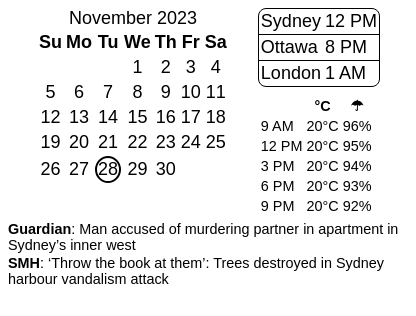 November 2023
Su Mo Tu We Th Fr Sa
1 2 3 4
5 6 7 8 9 10 11
12 13 14 15 16 17 18
19 20 21 22 23 24 25
26 27 28 29 30
Sydney 12 PM
Ottawa 8 PM
London 1 AM
°C ☂
9 AM 20°C 96%
12 PM 20°C 95%
3 PM 20°C 94%
6 PM 20°C 93%
9 PM 20°C 92%
Guardian: Man accused of murdering partner in apartment in
Sydney’s inner west
SMH: ‘Throw the book at them’: Trees destroyed in Sydney
harbour vandalism attack